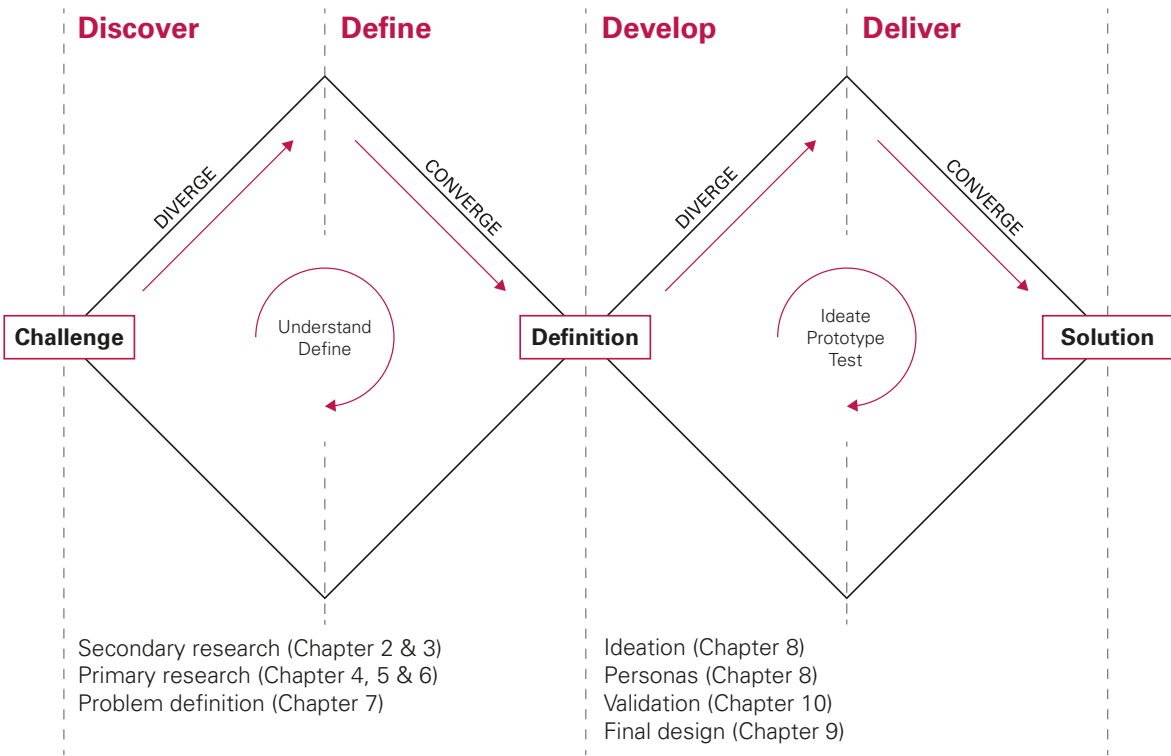 Discover
Define
Develop
Deliver
DIVERGE
CONVERGE
DIVERGE
CONVERGE
Challenge
Understand
Define
Definition
Ideate
Prototype
Test
Solution
Secondary research (Chapter 2 & 3)
Primary research (Chapter 4, 5 & 6)
Problem definition (Chapter 7)
Ideation (Chapter 8)
Personas (Chapter 8)
Validation (Chapter 10)
Final design (Chapter 9)